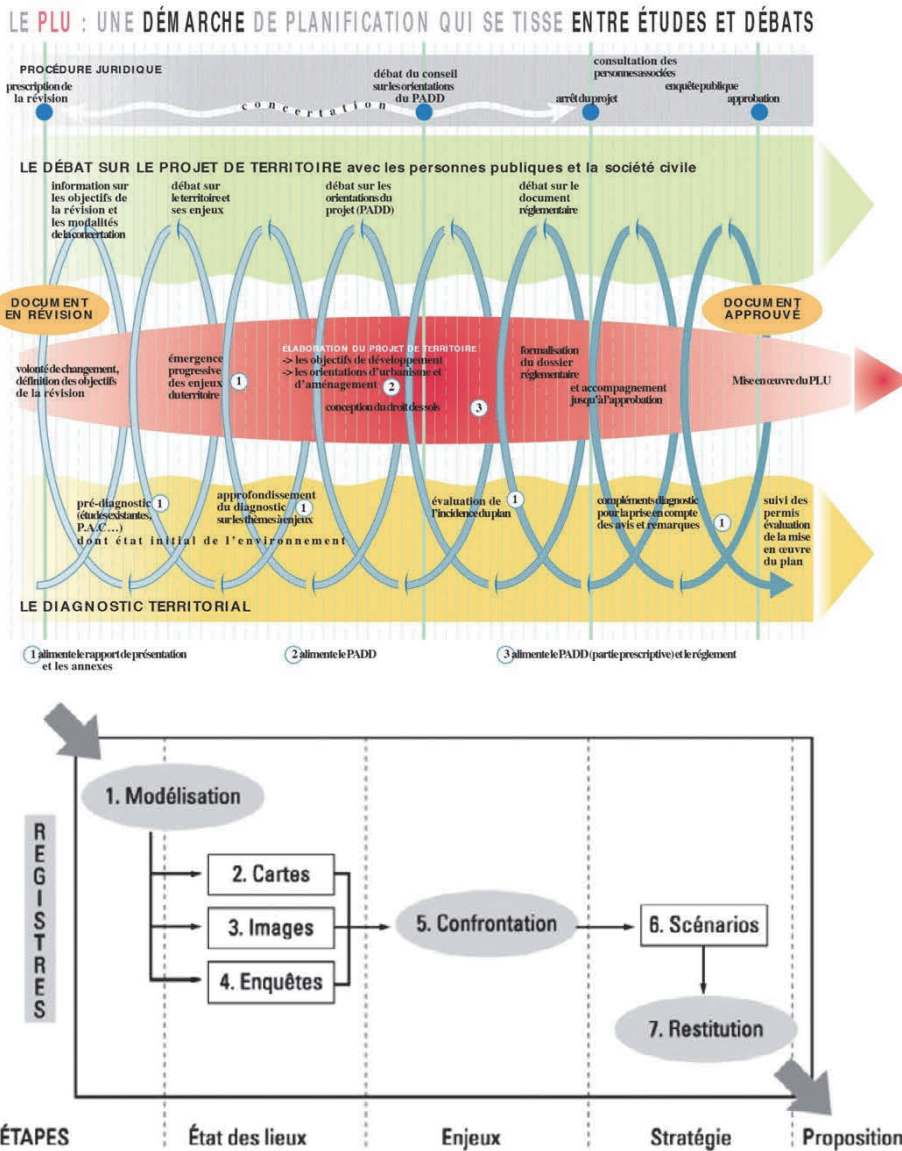 LE PLU : UNE DÉMARCHE DE PLANIFICATION QUI SE TISSE ENTRE ÉTUDES ET DÉBATS
PROCÉDURE JURIDIQUE
prescription de
la révision
concertation
débat du conseil
sur les orientations
du PADD
consultation des
personnes associées
arrêt du projet
enquête publique
approbation
LE DÉBAT SUR LE PROJET DE TERRITOIRE avec les personnes publiques et la société civile
information sur
les objectifs de
la révision et
les modalités
de la concertation
débat sur
le territoire et
ses enjeux
débat sur les
orientations du
projet (PADD)
débat sur le
document
réglementaire
DOCUMENT
EN RÉVISION
DOCUMENT
APPROUVÉ
volonté de changement,
définition des objectifs
de la révision
émergence
progressive
des enjeux
du territoire
1
ÉLABORATION DU PROJET DE TERRITOIRE
-> les objectifs de développement
-> les orientations d'urbanisme et
d'aménagement
2
conception du droit des sols
3
formalisation
du dossier
réglementaire
et accompagnement
jusqu'à l'approbation
Mise en œuvre du PLU
pré-diagnostic
(études existantes,
P.A.C…)
dont état initial de l'environnement
1
approfondissement
du diagnostic
sur les thèmes à enjeux
1
évaluation de
l'incidence du plan
1
compléments diagnostic
pour la prise en compte
des avis et remarques
1
suivi des
permis
évaluation
de la mise
en œuvre
du plan
LE DIAGNOSTIC TERRITORIAL
1 alimente le rapport de présentation
et les annexes
2 alimente le PADD
3 alimente le PADD (partie prescriptive) et le réglement
REGISTRES
1. Modélisation
2. Cartes
3. Images
4. Enquêtes
5. Confrontation
6. Scénarios
7. Restitution
ÉTAPES
État des lieux
Enjeux
Stratégie
Proposition